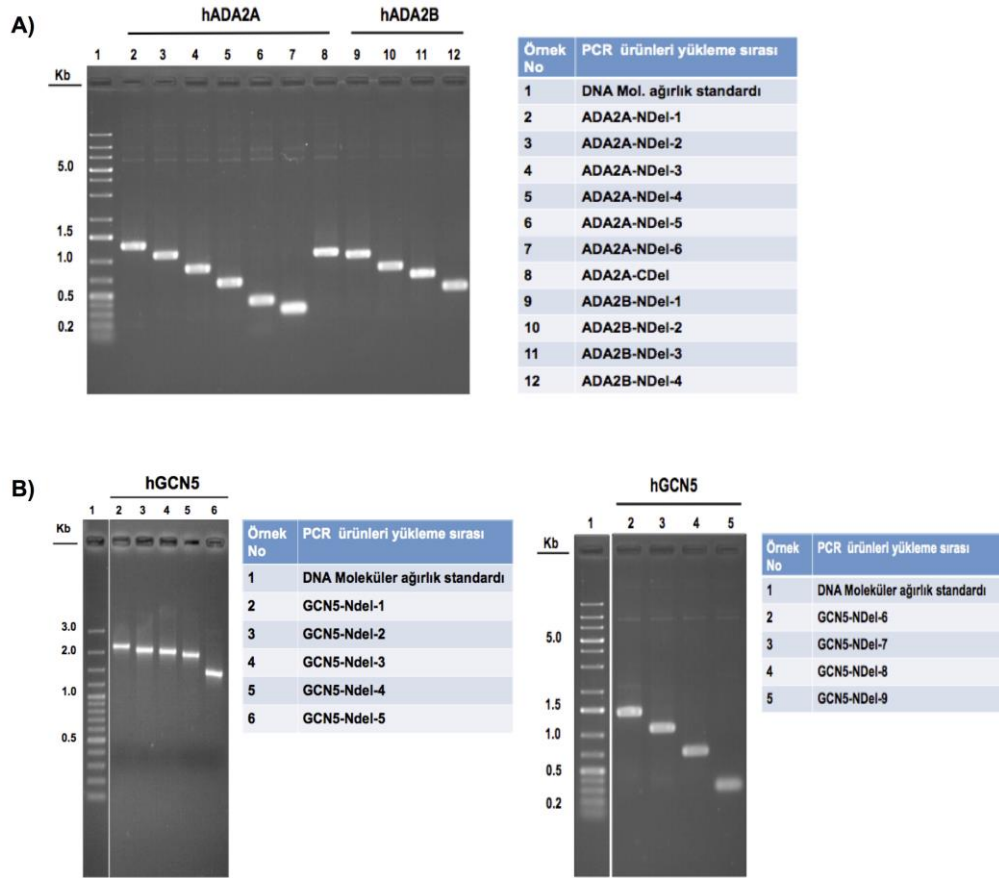 A)
hADA2A hADA2B
1 2 3 4 5 6 7 8 9 10 11 12
Kb
5.0
1.5
1.0
0.5
0.2
Örnek No PCR ürünleri yükleme sırası
1 DNA Mol. ağırlık standardı
2 ADA2A-NDel-1
3 ADA2A-NDel-2
4 ADA2A-NDel-3
5 ADA2A-NDel-4
6 ADA2A-NDel-5
7 ADA2A-NDel-6
8 ADA2A-CDel
9 ADA2B-NDel-1
10 ADA2B-NDel-2
11 ADA2B-NDel-3
12 ADA2B-NDel-4
B)
hGCN5
1 2 3 4 5 6
Kb
3.0
2.0
1.0
0.5
Örnek No PCR ürünleri yükleme sırası
1 DNA Moleküler ağırlık standardı
2 GCN5-Ndel-1
3 GCN5-Ndel-2
4 GCN5-Ndel-3
5 GCN5-Ndel-4
6 GCN5-Ndel-5
hGCN5
1 2 3 4 5
Kb
5.0
1.5
1.0
0.5
0.2
Örnek No PCR ürünleri yükleme sırası
1 DNA Moleküler ağırlık standardı
2 GCN5-NDel-6
3 GCN5-NDel-7
4 GCN5-NDel-8
5 GCN5-NDel-9